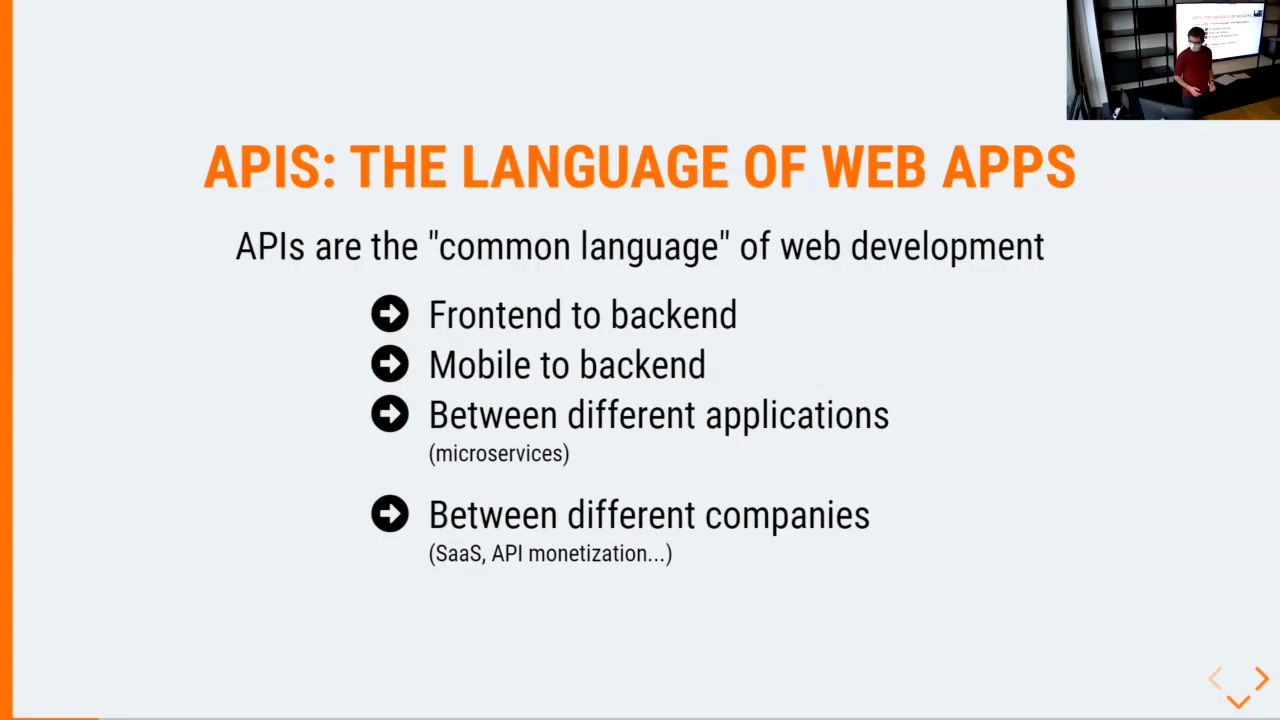 APIS: THE LANGUAGE OF WEB APPS
APIs are the "common language" of web development
Frontend to backend
Mobile to backend
Between different applications
(microservices)
Between different companies
(SaaS, API monetization...)